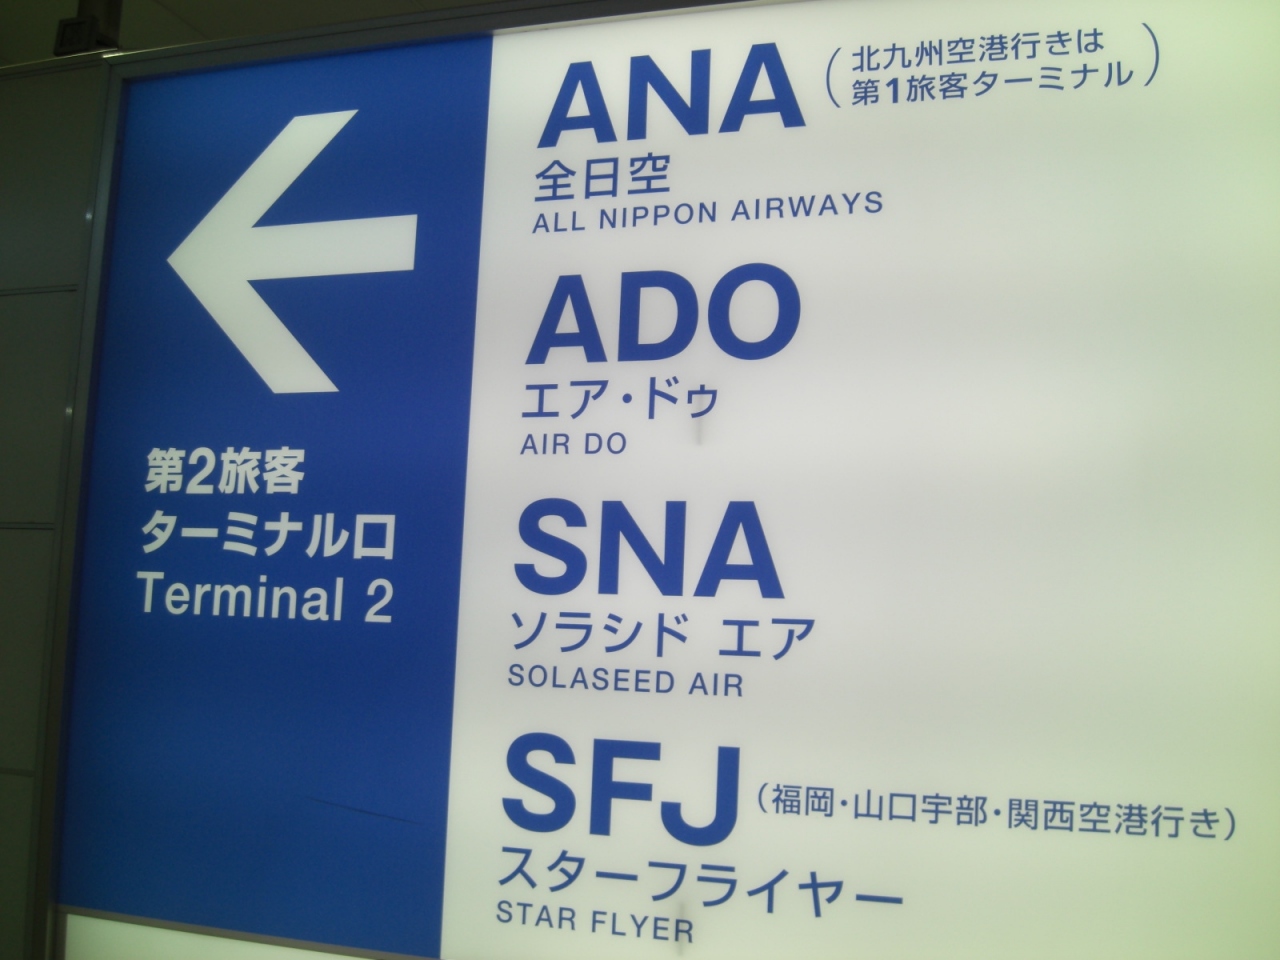 第2旅客
ターミナル口
Terminal 2
ANA
(北九州空港行きは
第1旅客ターミナル)
全日空
ALL NIPPON AIRWAYS
ADO
エア・ドゥ
AIR DO
SNA
ソラシド エア
SOLASEED AIR
SFJ (福岡・山口宇部・関西空港行き)
スターフライヤー
STAR FLYER